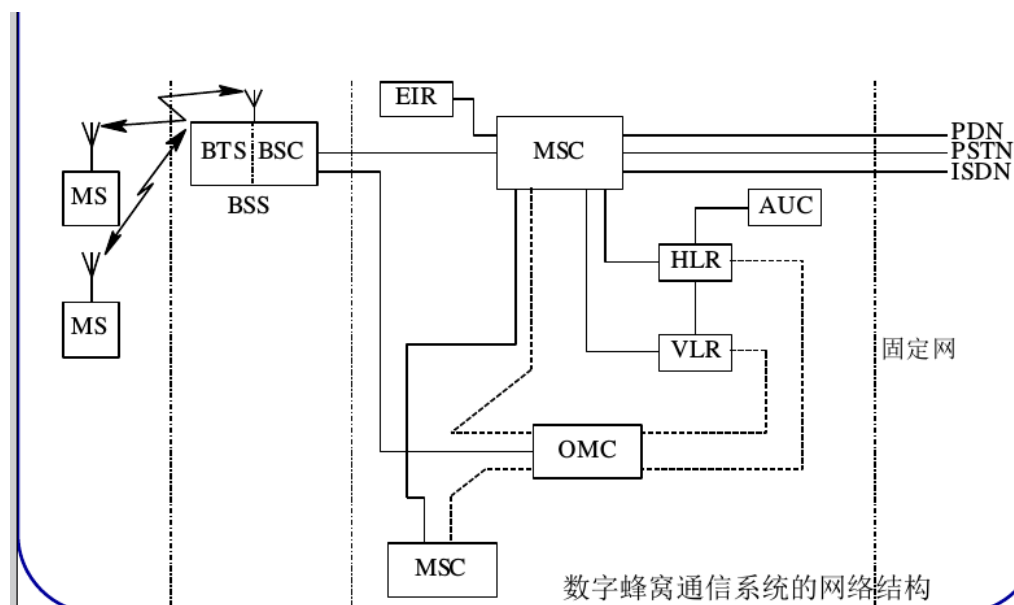 EIR
MSC
PDN
PSTN
ISDN
BTS BSC
BSS
MS
AUC
HLR
MS
VLR
固定网
OMC
MSC
数字蜂窝通信系统的网络结构